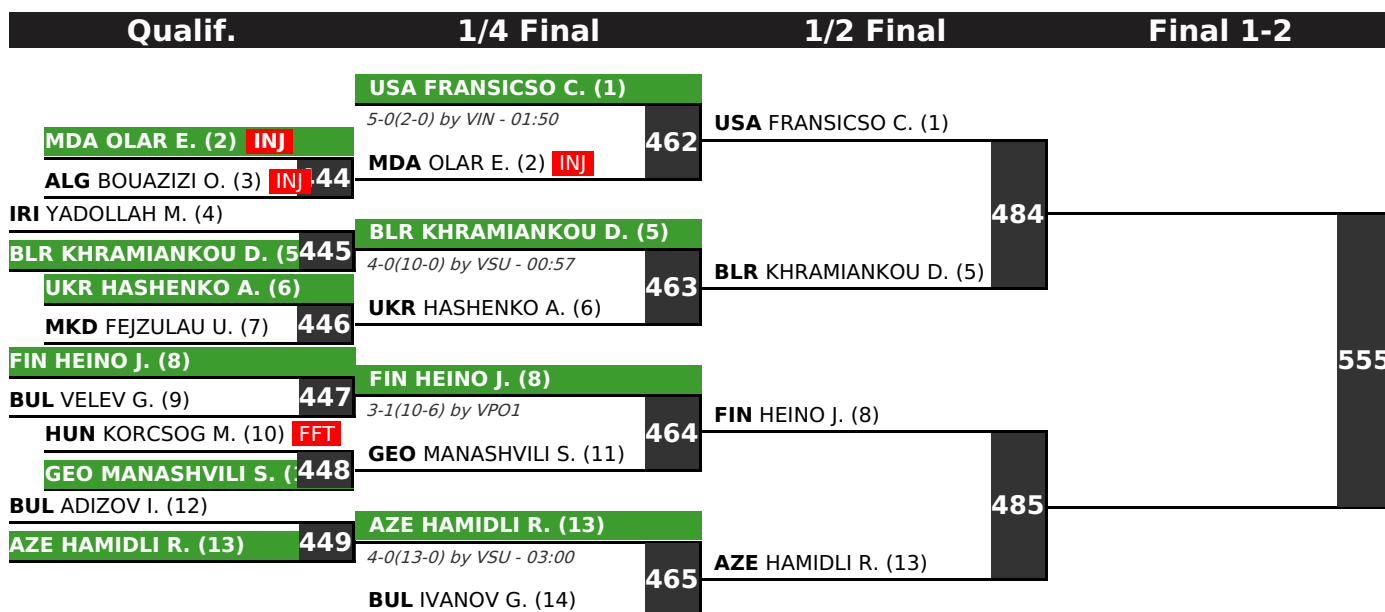 Qualif.
1/4 Final
1/2 Final
Final 1-2
MDA OLAR E. (2) INJ
ALG BOUAZIZI O. (3) INJ
44
IRI YADOLLAH M. (4)
BLR KHRAMIANKOU D. (5
445
UKR HASHENKO A. (6)
MKD FEJZULAU U. (7)
446
FIN HEINO J. (8)
BUL VELEV G. (9)
447
HUN KORCSOG M. (10) FFT
GEO MANASHVILI S. (
448
BUL ADIZOV I. (12)
AZE HAMIDLI R. (13)
449
USA FRANSICSO C. (1)
5-0(2-0) by VIN - 01:50
MDA OLAR E. (2) INJ
462
BLR KHRAMIANKOU D. (5)
4-0(10-0) by VSU - 00:57
UKR HASHENKO A. (6)
463
FIN HEINO J. (8)
3-1(10-6) by VPO1
GEO MANASHVILI S. (11)
464
AZE HAMIDLI R. (13)
4-0(13-0) by VSU - 03:00
BUL IVANOV G. (14)
465
USA FRANSICSO C. (1)
BLR KHRAMIANKOU D. (5)
484
FIN HEINO J. (8)
AZE HAMIDLI R. (13)
485
555